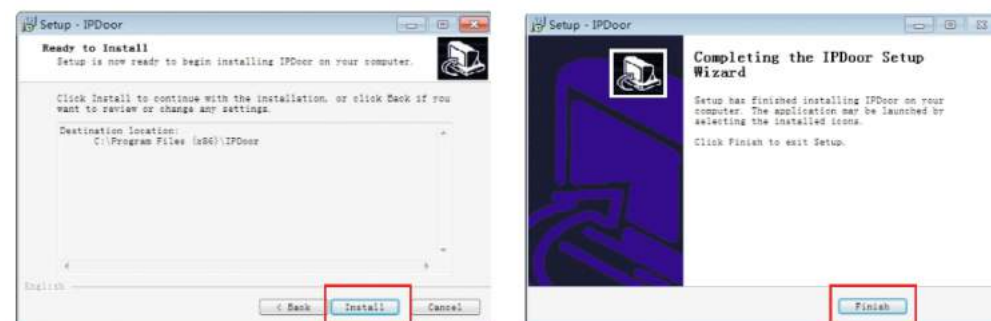 Setup - IPDoor
Ready to Install
Setup is now ready to begin installing IPDoor on your computer.
Click Install to continue with the installation, or click Back if you
want to review or change any settings.
Destination location:
C:\Program Files (x86)\IPDoor
English
< Back
Install
Cancel
Setup - IPDoor
Completing the IPDoor Setup
Wizard
Setup has finished installing IPDoor on your
computer. The application may be launched by
selecting the installed icons.
Click Finish to exit Setup.
Finish